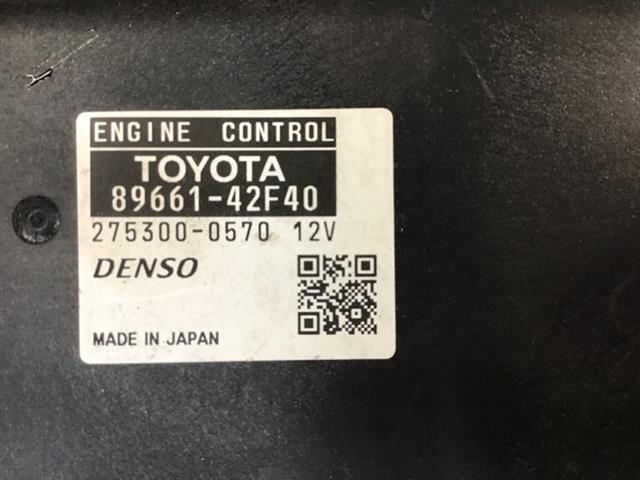 ENGINE CONTROL
TOYOTA
89661-42F40
275300-0570 12V
DENSO
MADE IN JAPAN